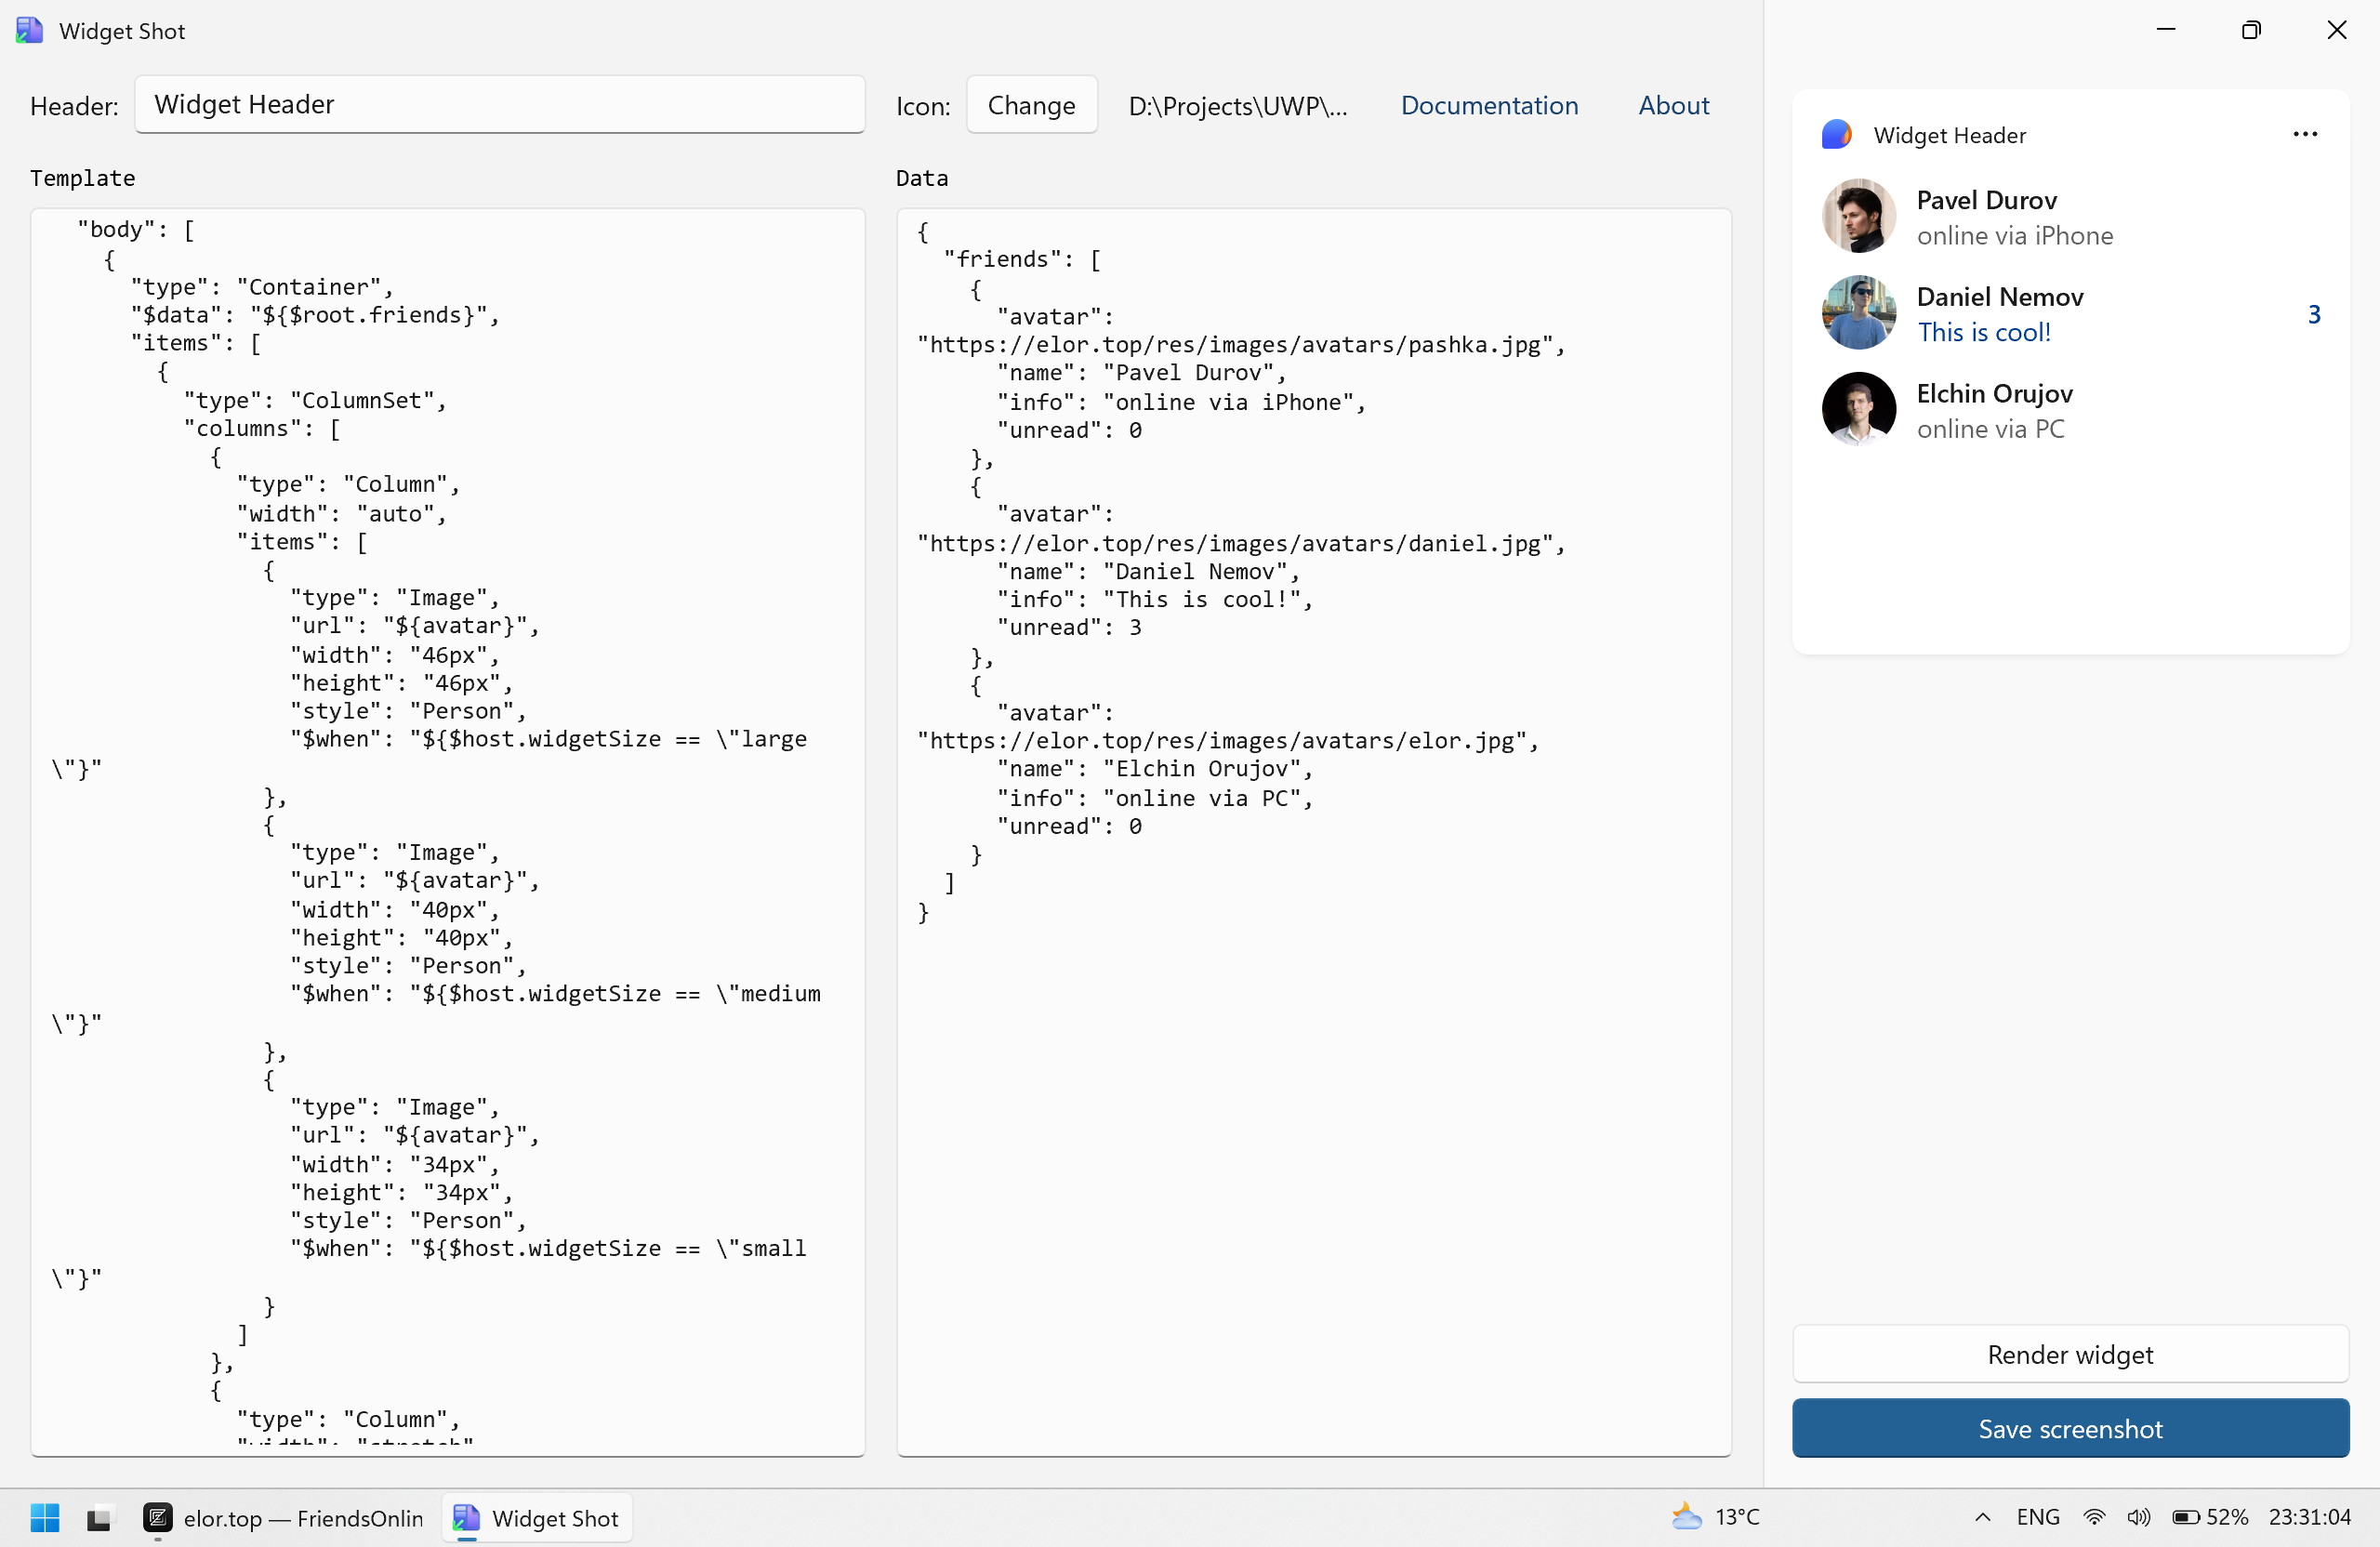 Widget Shot
Header:
Widget Header
Icon:
Change
D:\Projects\UWP\...
Documentation
About
Template
"body": [
{
"type": "Container",
"$data": "${$root.friends}",
"items": [
{
"type": "ColumnSet",
"columns": [
{
"type": "Column",
"width": "auto",
"items": [
{
"type": "Image",
"url": "${avatar}",
"width": "46px",
"height": "46px",
"style": "Person",
"$when": "${$host.widgetSize == \"large
\"}"
},
{
"type": "Image",
"url": "${avatar}",
"width": "40px",
"height": "40px",
"style": "Person",
"$when": "${$host.widgetSize == \"medium
\"}"
},
{
"type": "Image",
"url": "${avatar}",
"width": "34px",
"height": "34px",
"style": "Person",
"$when": "${$host.widgetSize == \"small
\"}"
}
]
},
{
"type": "Column",
"width": "stretch"
Data
{
"friends": [
{
"avatar":
"https://elor.top/res/images/avatars/pashka.jpg",
"name": "Pavel Durov",
"info": "online via iPhone",
"unread": 0
},
{
"avatar":
"https://elor.top/res/images/avatars/daniel.jpg",
"name": "Daniel Nemov",
"info": "This is cool!",
"unread": 3
},
{
"avatar":
"https://elor.top/res/images/avatars/elor.jpg",
"name": "Elchin Orujov",
"info": "online via PC",
"unread": 0
}
]
}
Widget Header
Pavel Durov
online via iPhone
Daniel Nemov
This is cool!
3
Elchin Orujov
online via PC
Render widget
Save screenshot
elor.top — FriendsOnlin
Widget Shot
13°C
ENG
52%
23:31:04